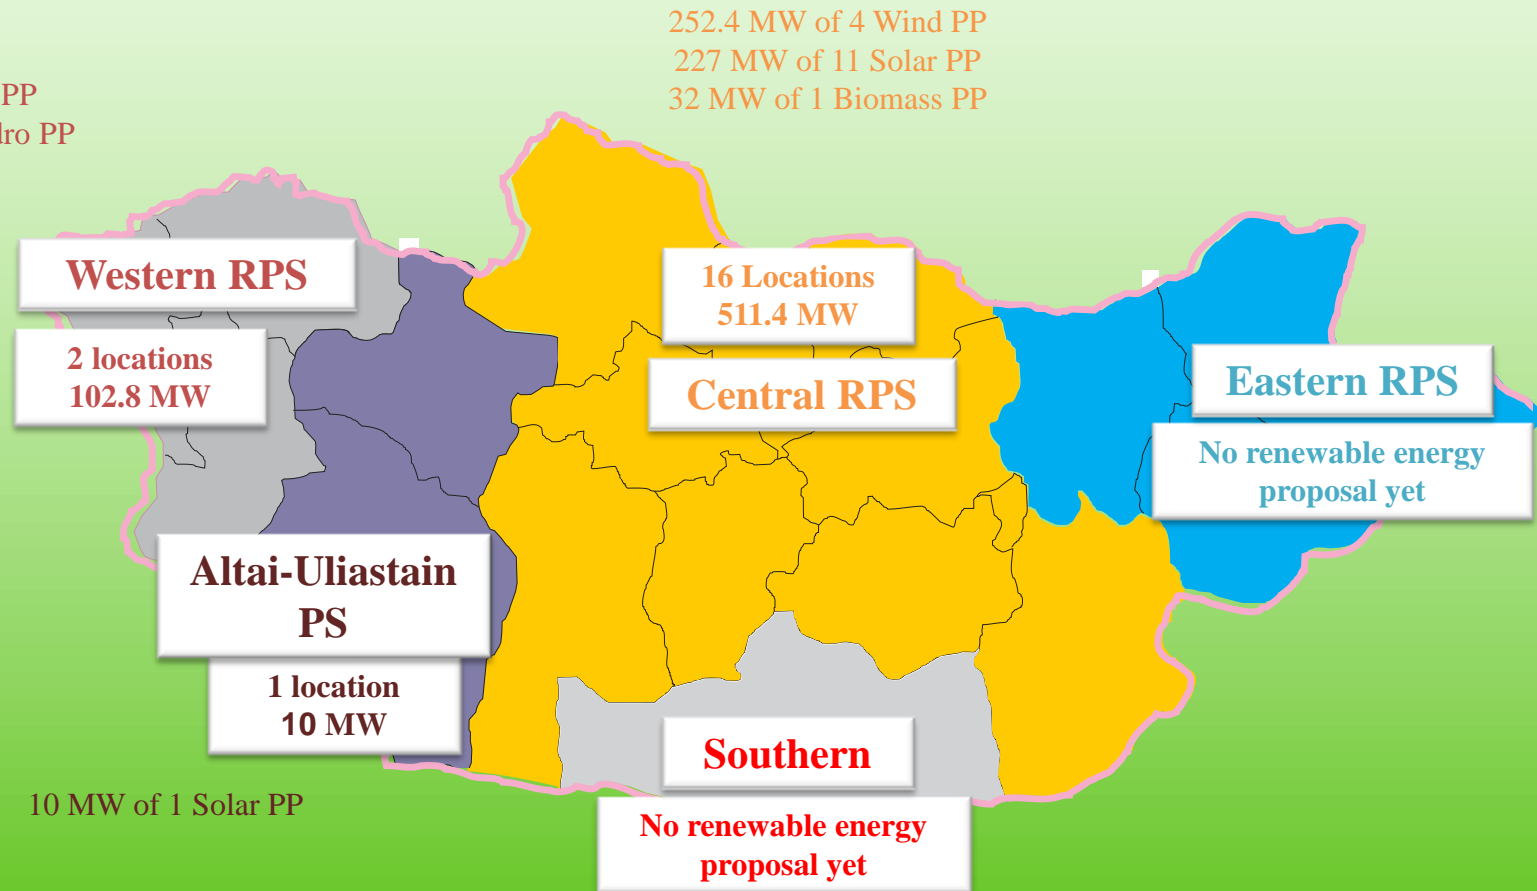 252.4 MW of 4 Wind PP
227 MW of 11 Solar PP
32 MW of 1 Biomass PP
PP
dro PP
Western RPS
2 locations
102.8 MW
16 Locations
511.4 MW
Central RPS
Eastern RPS
No renewable energy
proposal yet
Altai-Uliastain
PS
1 location
10 MW
10 MW of 1 Solar PP
Southern
No renewable energy
proposal yet